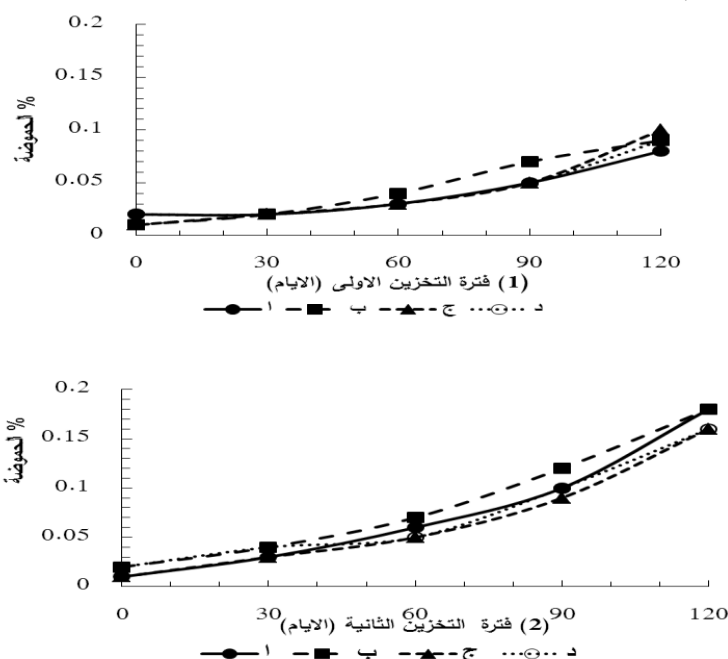 0.2
0.15
0.1
0.05
0
% الحموضة
0 30 60 90 120
(1) فترة التخزين الاولى (الايام)
ا ب ج د
0.2
0.15
0.1
0.05
0
% الحموضة
0 30 60 90 120
(2) فترة التخزين الثانية (الايام)
ا ب ج د